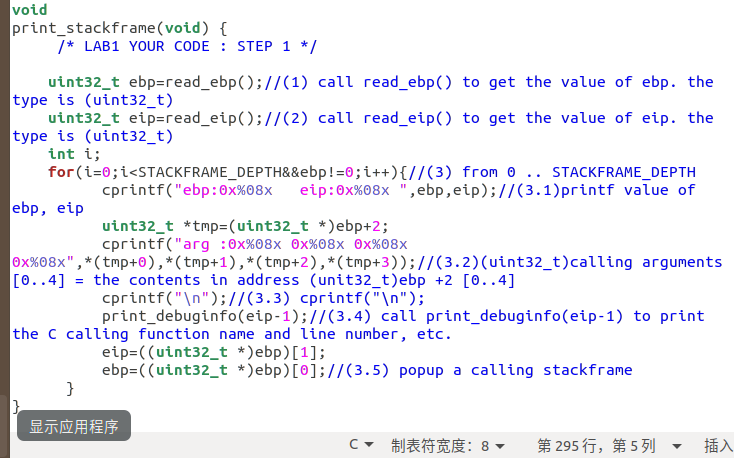 void
print_stackframe(void) {
     /* LAB1 YOUR CODE : STEP 1 */
    uint32_t ebp=read_ebp();//(1) call read_ebp() to get the value of ebp. the
type is (uint32_t)
    uint32_t eip=read_eip();//(2) call read_eip() to get the value of eip. the
type is (uint32_t)
    int i;
    for(i=0;i<STACKFRAME_DEPTH&&ebp!=0;i++){//(3) from 0 .. STACKFRAME_DEPTH
          cprintf("ebp:0x%08x   eip:0x%08x ",ebp,eip);//(3.1)printf value of
ebp, eip
          uint32_t *tmp=(uint32_t *)ebp+2;
          cprintf("arg :0x%08x 0x%08x 0x%08x
0x%08x",*(tmp+0),*(tmp+1),*(tmp+2),*(tmp+3));//(3.2)(uint32_t)calling arguments
[0..4] = the contents in address (unit32_t)ebp +2 [0..4]
          cprintf("\n");//(3.3) cprintf("\n");
          print_debuginfo(eip-1);//(3.4) call print_debuginfo(eip-1) to print
the C calling function name and line number, etc.
          eip=((uint32_t *)ebp)[1];
          ebp=((uint32_t *)ebp)[0];//(3.5) popup a calling stackframe
      }
}
显示应用程序
C 制表符宽度：8 第 295 行，第 5 列 插入